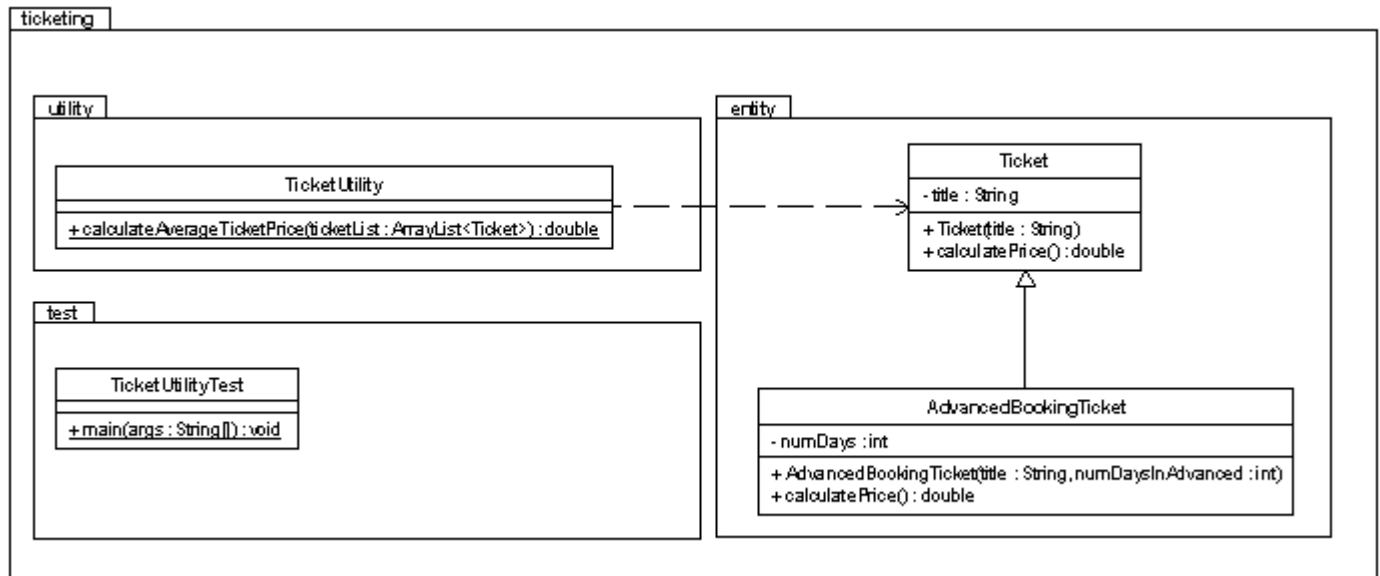 ticketing
utility
TicketUtility
+ calculateAverageTicketPrice(ticketList : ArrayList<Ticket>) : double
test
TicketUtilityTest
+ main(args : String[]) : void
entity
Ticket
- title : String
+ Ticket(title : String)
+ calculatePrice() : double
AdvancedBookingTicket
- numDays : int
+ AdvancedBookingTicket(title : String, numDaysInAdvanced : int)
+ calculatePrice() : double